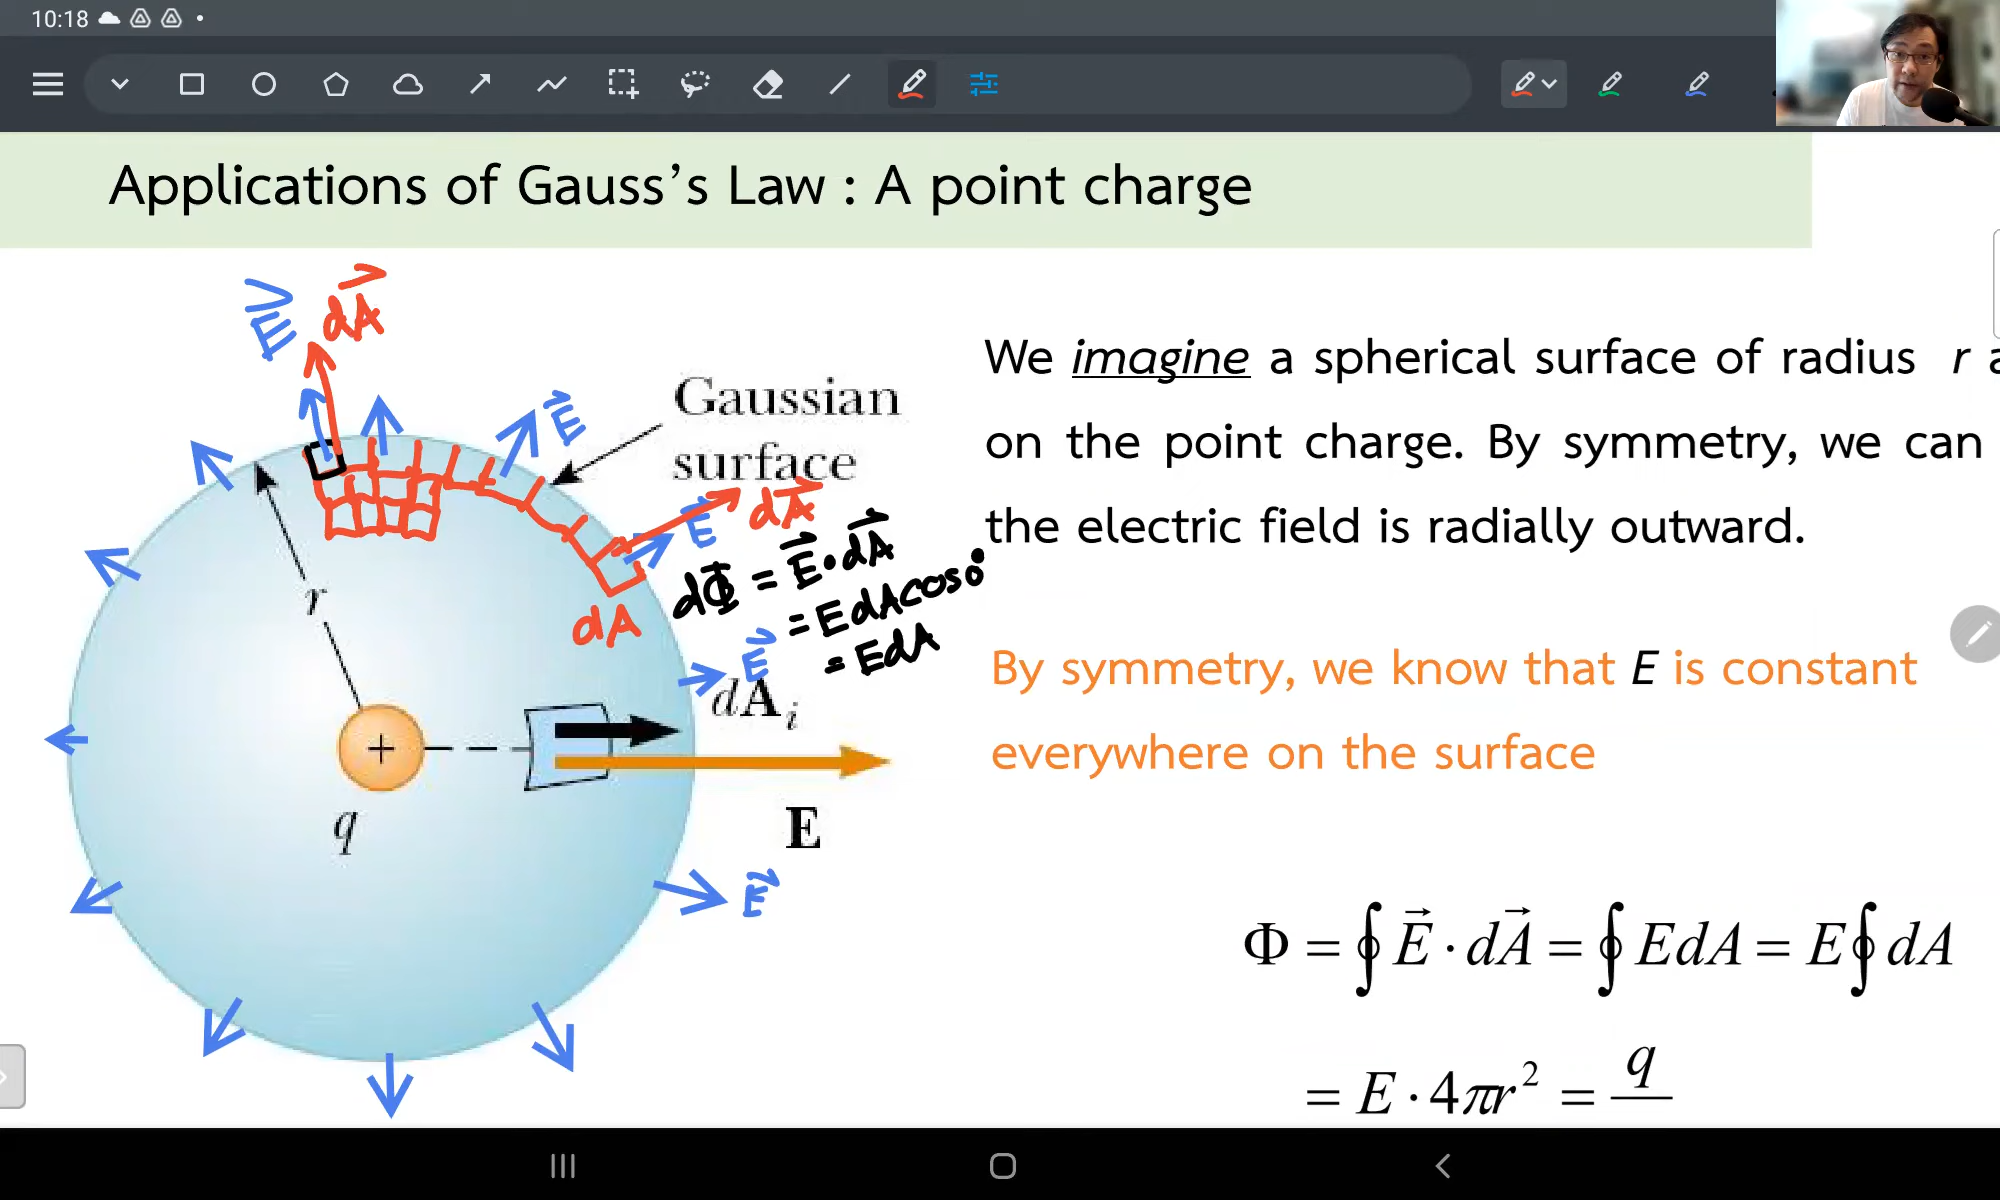 10:18
Applications of Gauss's Law : A point charge
E⃗ dA⃗
E⃗
Gaussian
surface
E⃗ dA⃗
dΦ = E⃗ • dA⃗
= EdAcos0°
= EdA
dA
E⃗
dAᵢ
r
+
q
E
E⃗
We imagine a spherical surface of radius r a
on the point charge. By symmetry, we can
the electric field is radially outward.
By symmetry, we know that E is constant
everywhere on the surface
Φ = ∮ E⃗ · dA⃗ = ∮ EdA = E ∮ dA
= E · 4πr² = q